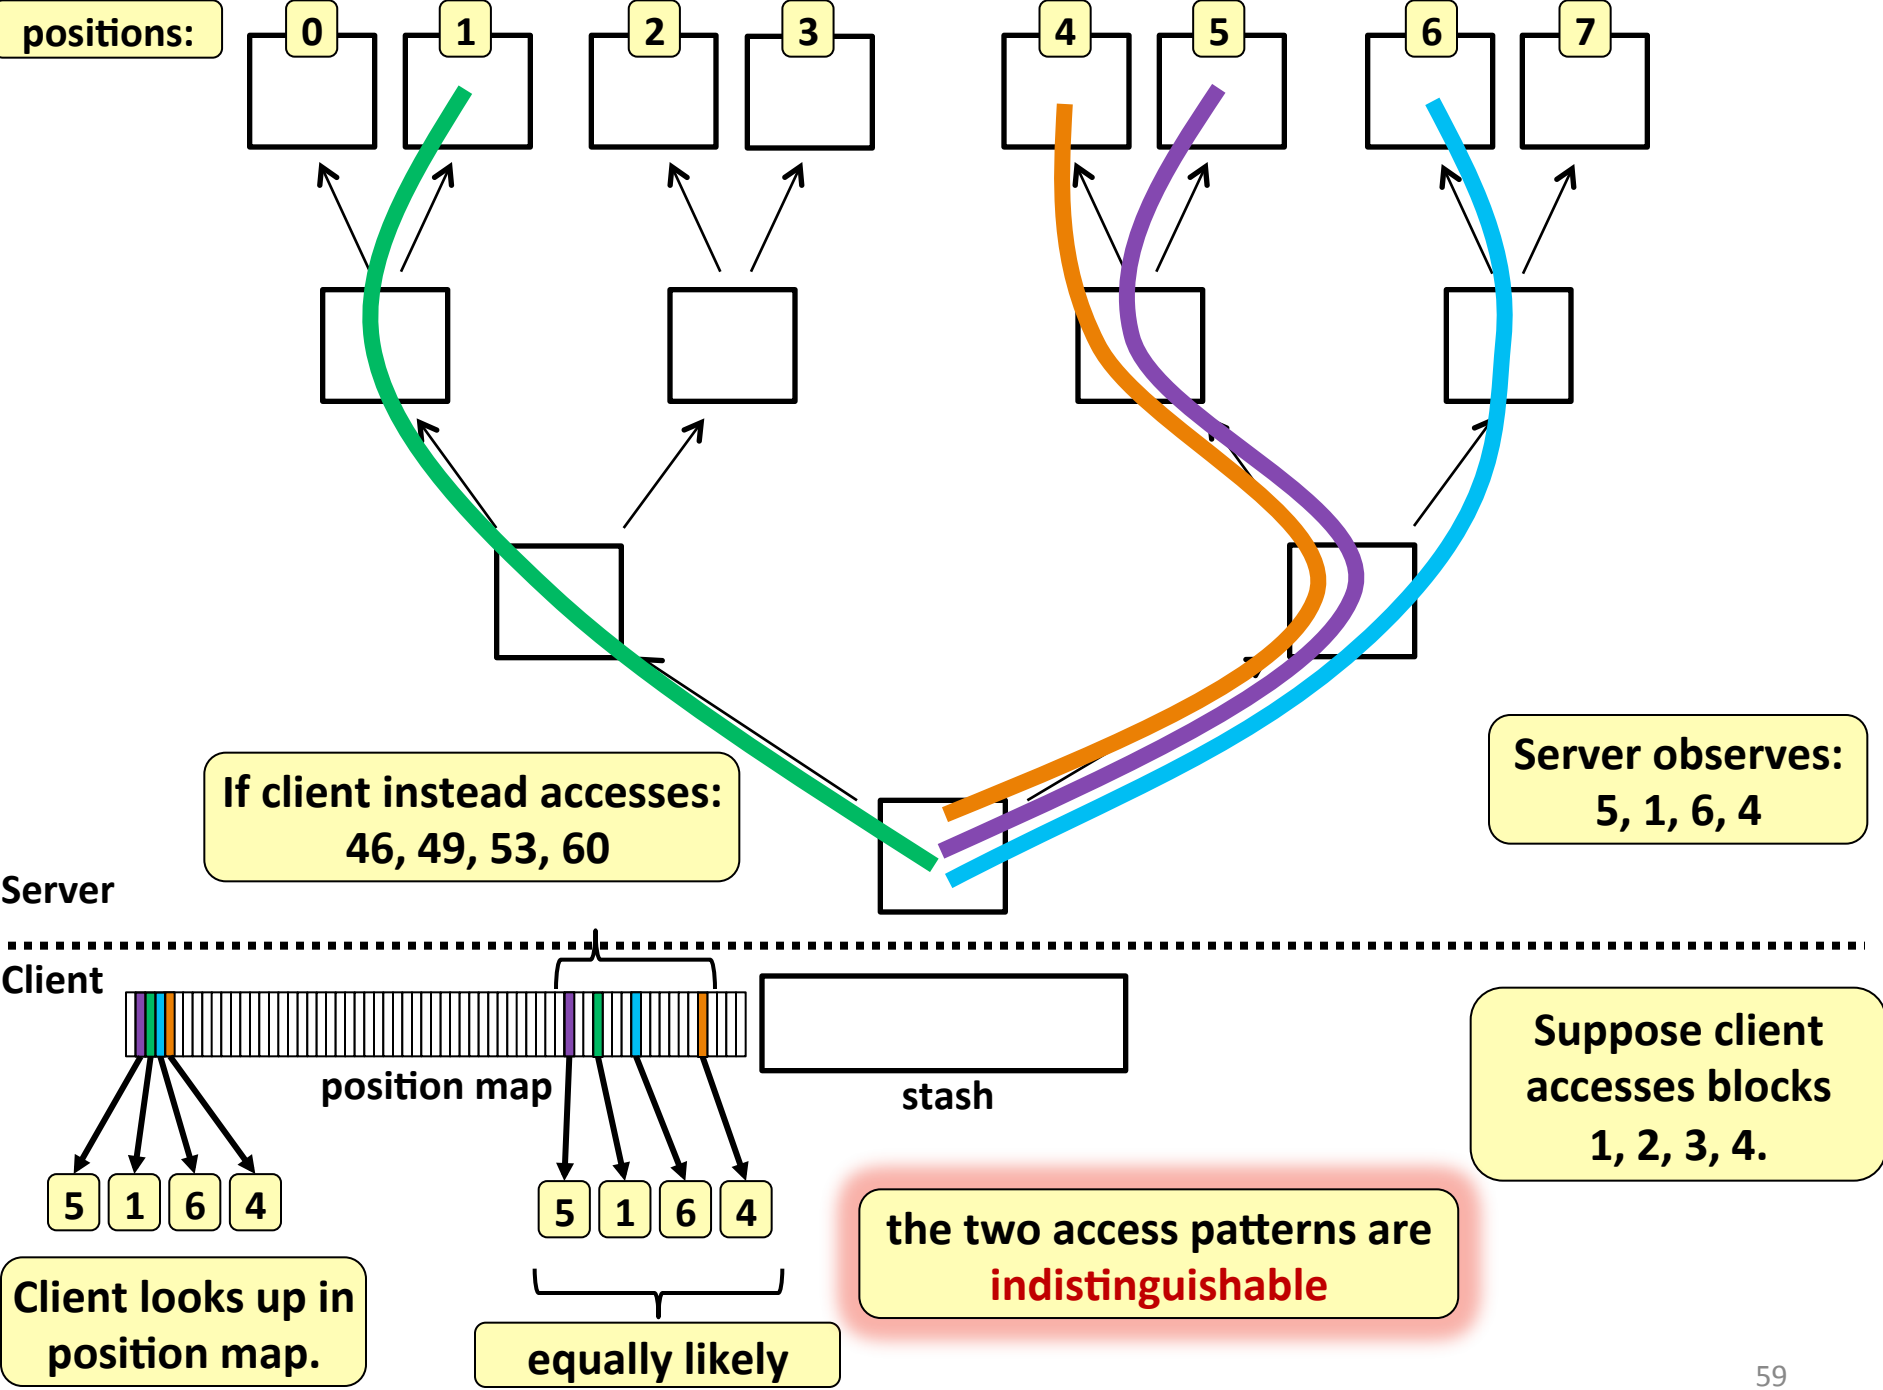 positions: 0 1 2 3 4 5 6 7
If client instead accesses:
46, 49, 53, 60
Server observes:
5, 1, 6, 4
Server
Client
position map
stash
Suppose client
accesses blocks
1, 2, 3, 4.
5 1 6 4
5 1 6 4
the two access patterns are
indistinguishable
Client looks up in
position map.
equally likely
59